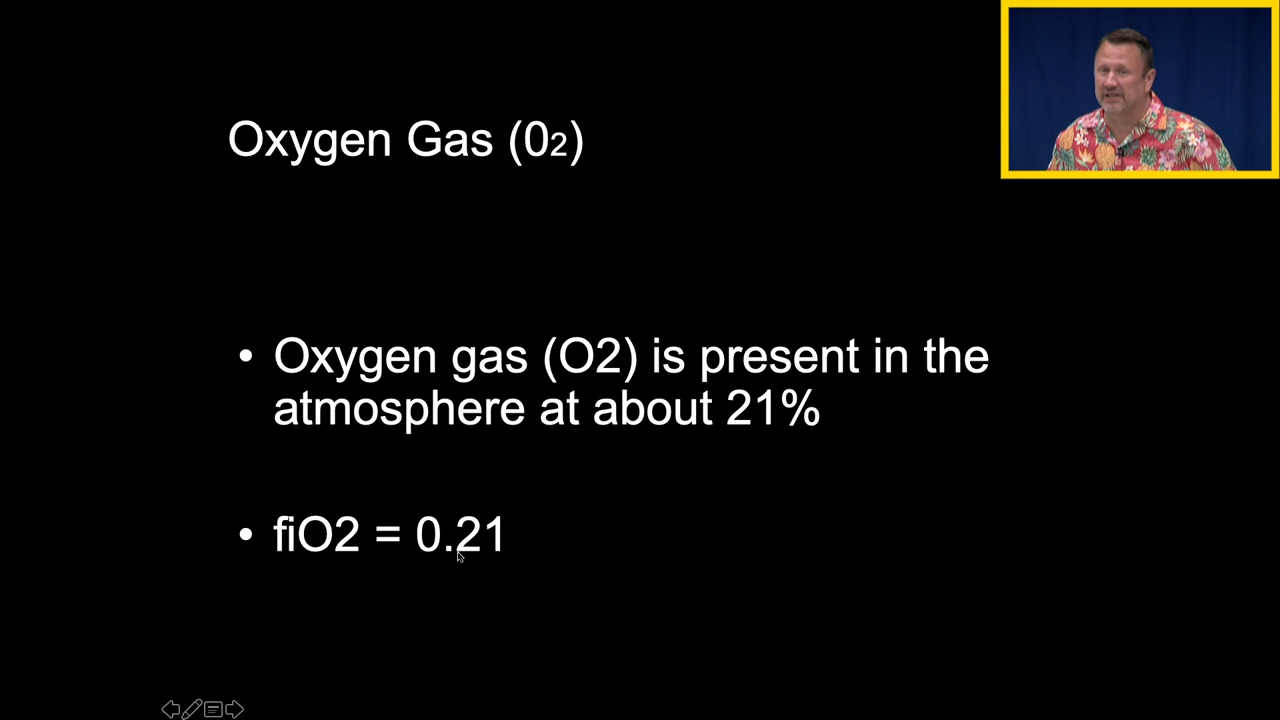 Oxygen Gas (0₂)
• Oxygen gas (O2) is present in the
atmosphere at about 21%
• fiO2 = 0.21